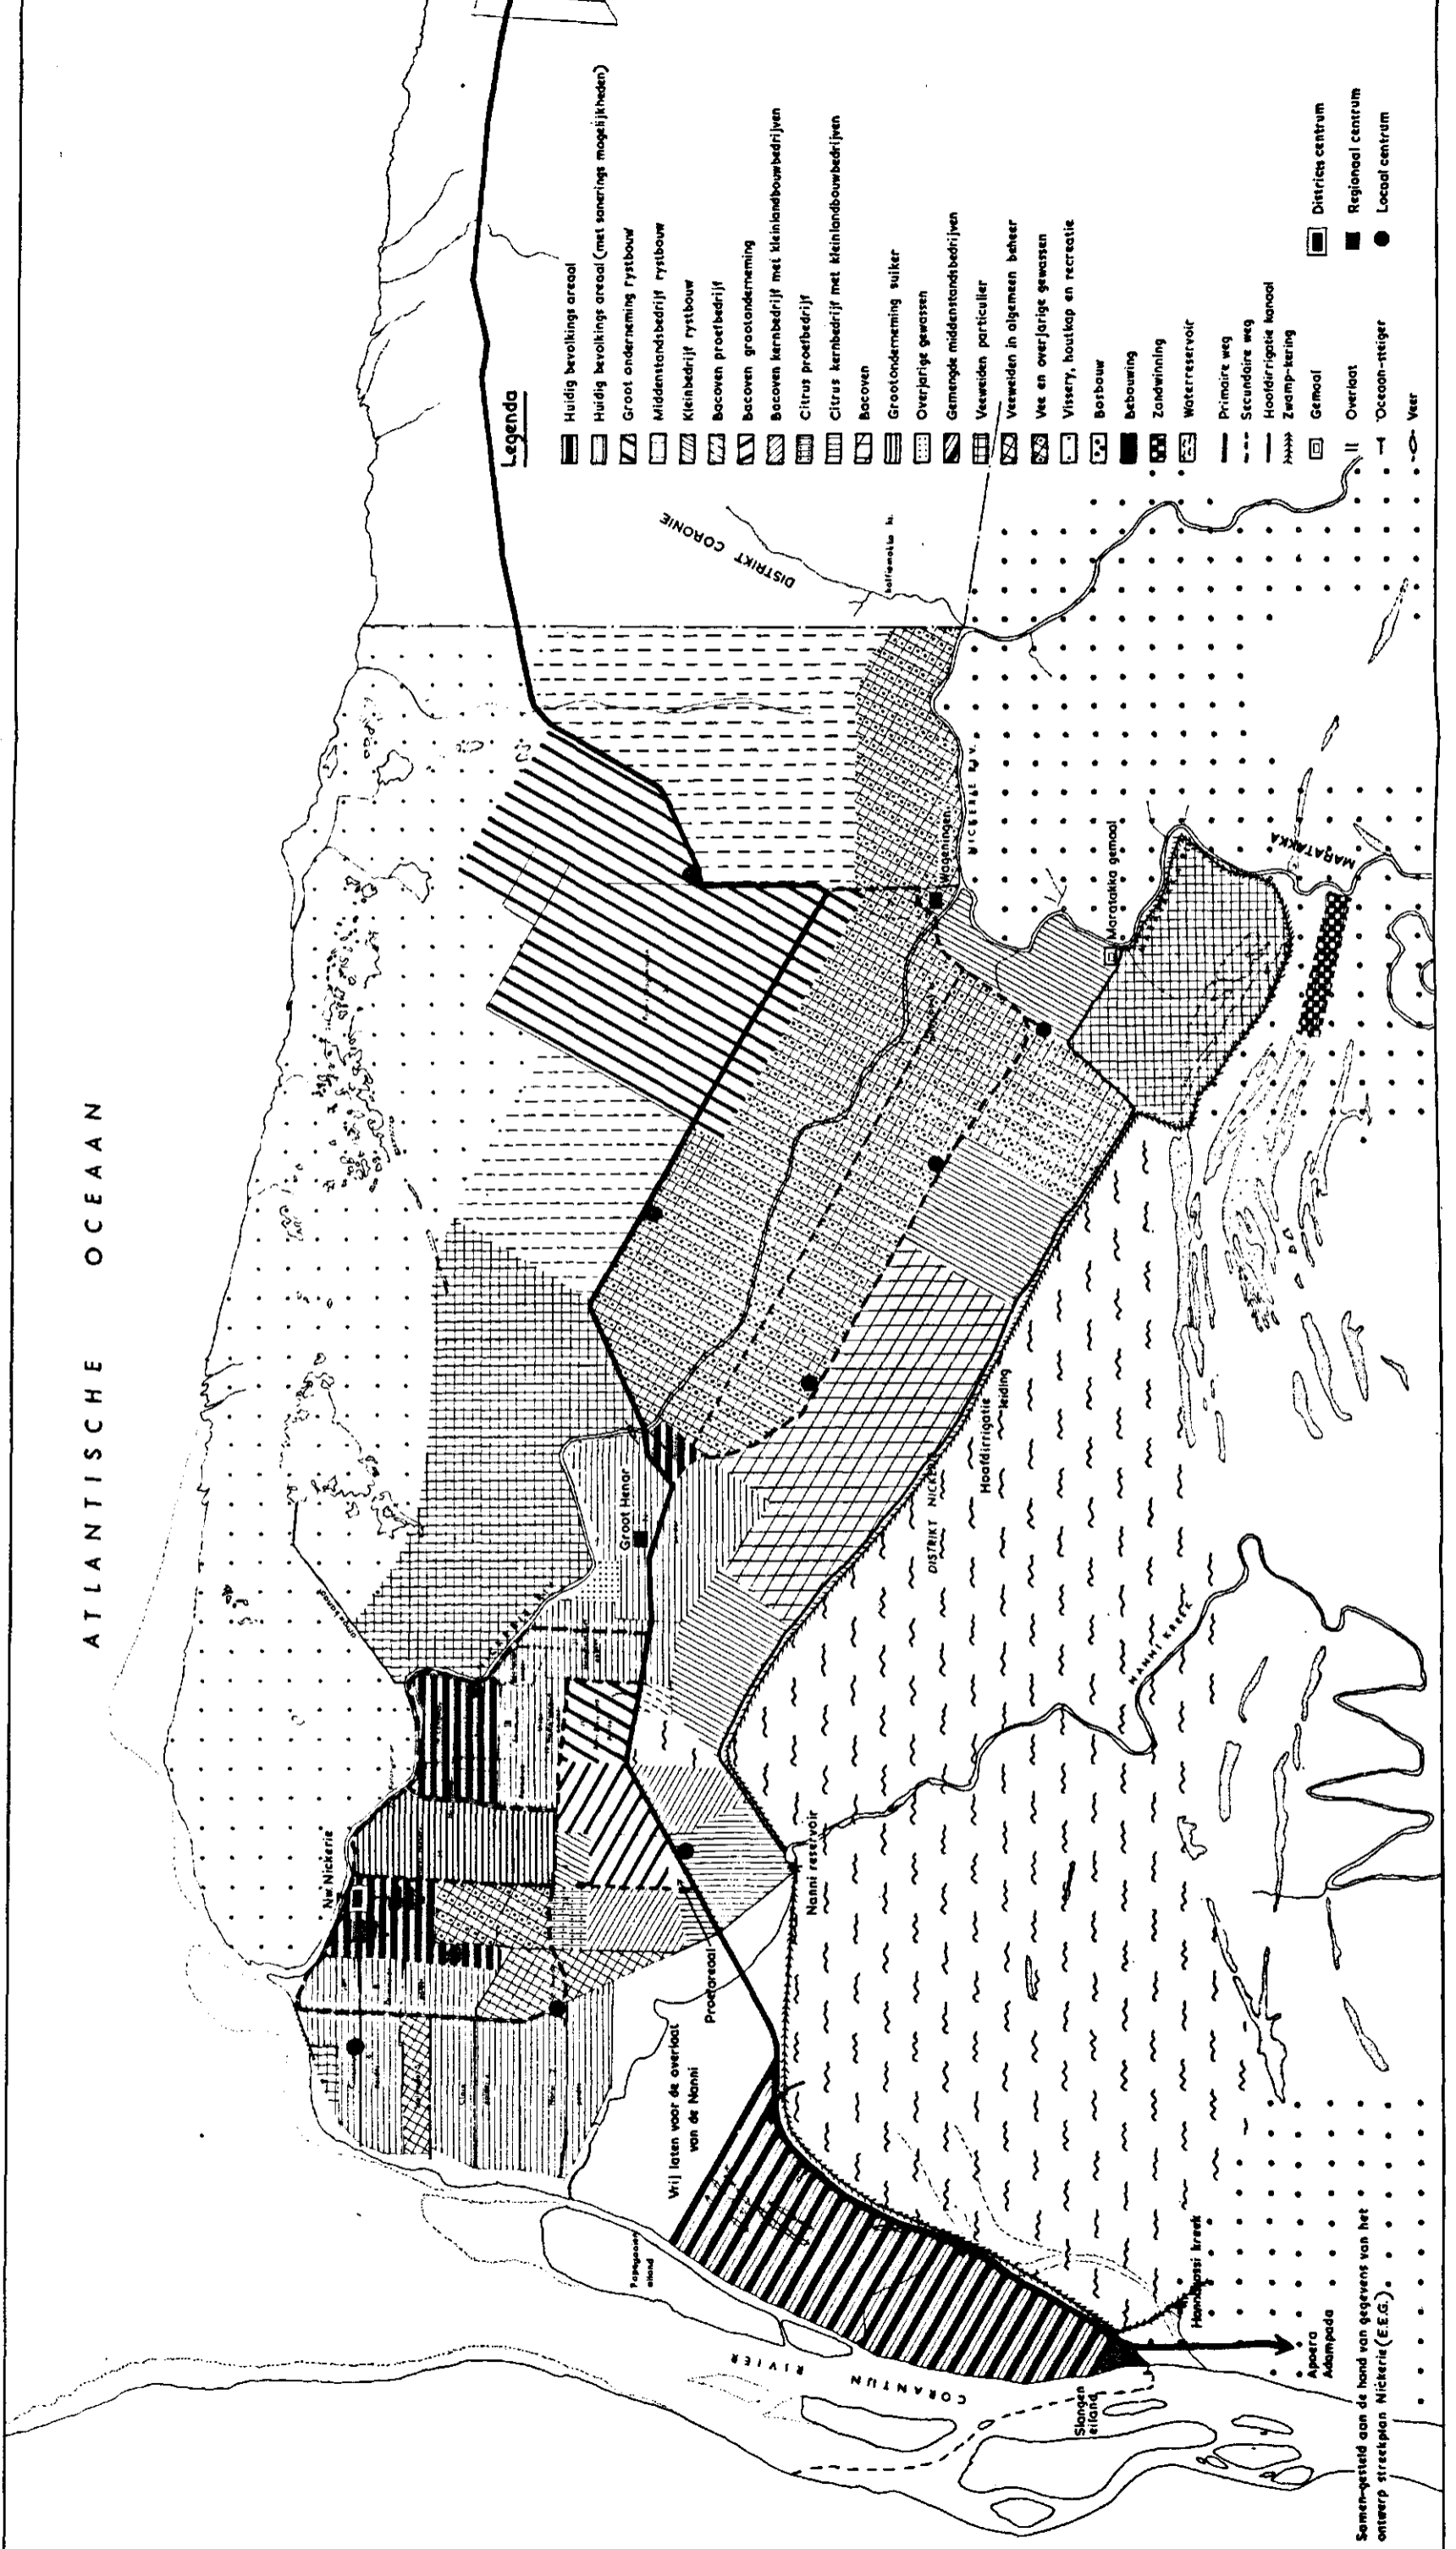 ATLANTISCHE OCEAAN
Legenda
Huidig bevolkings areaal
Huidig bevolkings areaal (met sanerings mogelijkheden)
Groot onderneming rystbouw
Middenstandsbedrijf rystbouw
Kleinbedrijf rystbouw
Bacoven proefbedrijf
Bacoven grootonderneming
Bacoven kernbedrijf met kleinlandbouwbedrijven
Citrus proefbedrijf
Citrus kernbedrijf met kleinlandbouwbedrijven
Bacoven
Grootonderneming suiker
Overjarige gewassen
Gemengde middenstandsbedrijven
Veeweiden particulier
Veeweiden in algemeen beheer
Vee en overjarige gewassen
Vissery, houtkap en recreatie
Bosbouw
Bebouwing
Zandwinning
Waterreservoir
Primaire weg
Secundaire weg
Hoofdirrigatie kanaal
Zwamp-kering
Gemaal
Overlaat
Oceaan-steiger
Veer
Districts centrum
Regionaal centrum
Locaal centrum
DISTRIKT CORONIE
NICKERIE RIV.
Wageningen
Maratakka gemaal
MARATAKKA
Groot Henar
Nw. Nickerie
DISTRIKT NICKERIE
Hoofdirrigatie
leiding
NANNI KREEK
Nanni reservoir
Proefareaal
Vrij laten voor de overlaat
van de Nanni
Papegaaien
eiland
CORANTIJN RIVIER
Slangen
eiland
kreek
Apoera
Adampada
Samen-gesteld aan de hand van gegevens van het
ontwerp streekplan Nickerie (E.E.G.)